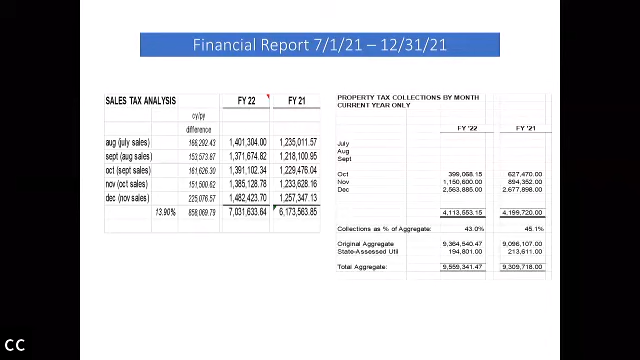 Financial Report 7/1/21 – 12/31/21
SALES TAX ANALYSIS FY 22 FY 21
cy/py
difference
aug (july sales) 166,292.43 1,401,304.00 1,235,011.57
sept (aug sales) 153,573.87 1,371,674.82 1,218,100.95
oct (sept sales) 161,626.30 1,391,102.34 1,229,476.04
nov (oct sales) 151,500.62 1,385,128.78 1,233,628.16
dec (nov sales) 225,076.57 1,482,423.70 1,257,347.13
13.90% 858,069.79 7,031,633.64 6,173,563.85
PROPERTY TAX COLLECTIONS BY MONTH
CURRENT YEAR ONLY
FY '22 FY '21
July
Aug
Sept
Oct 399,068.15 627,470.00
Nov 1,150,600.00 894,352.00
Dec 2,563,885.00 2,677,898.00
4,113,553.15 4,199,720.00
Collections as % of Aggregate: 43.0% 45.1%
Original Aggregate 9,364,540.47 9,096,107.00
State-Assessed Util 194,801.00 213,611.00
Total Aggregate: 9,559,341.47 9,309,718.00
CC